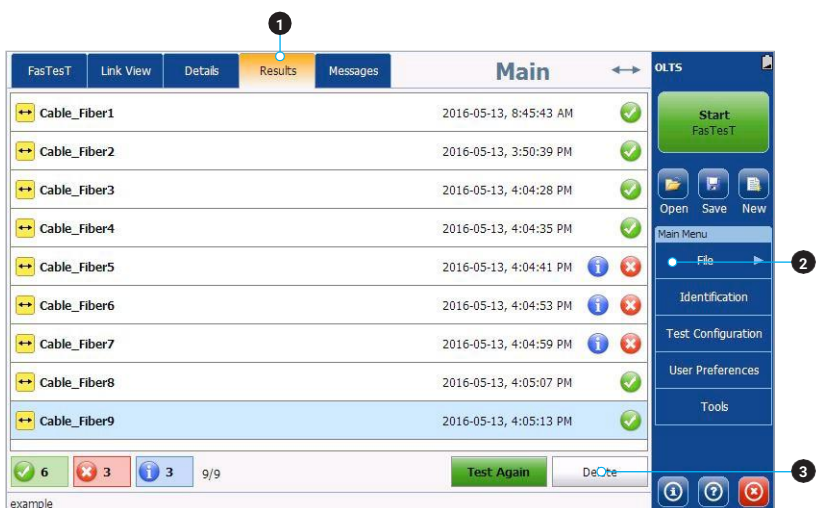 1
FasTesT Link View Details Results Messages Main OLTS
Cable_Fiber1 2016-05-13, 8:45:43 AM
Start
FasTesT
Cable_Fiber2 2016-05-13, 3:50:39 PM
Cable_Fiber3 2016-05-13, 4:04:28 PM
Open Save New
Cable_Fiber4 2016-05-13, 4:04:35 PM
Main Menu
Cable_Fiber5 2016-05-13, 4:04:41 PM
File 2
Cable_Fiber6 2016-05-13, 4:04:53 PM
Identification
Cable_Fiber7 2016-05-13, 4:04:59 PM
Test Configuration
Cable_Fiber8 2016-05-13, 4:05:07 PM
User Preferences
Cable_Fiber9 2016-05-13, 4:05:13 PM
Tools
6 3 3 9/9 Test Again Delete 3
example